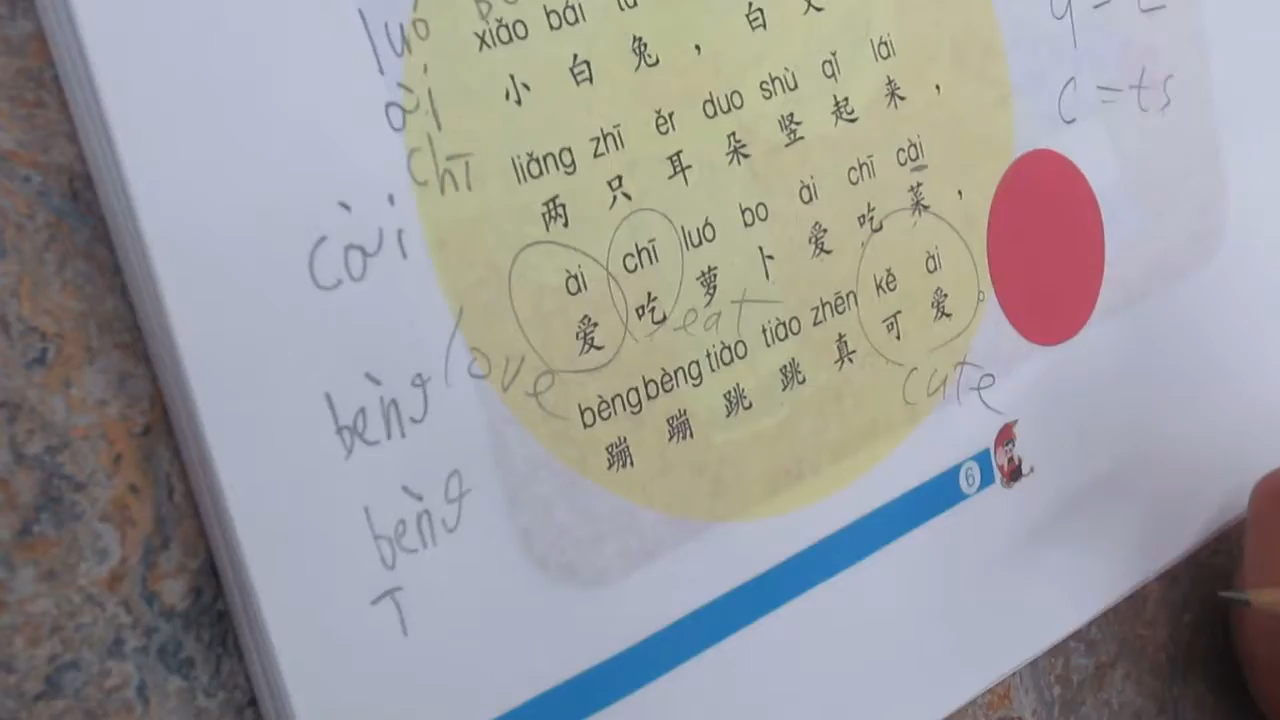 luó
xiǎo bái
小 白 兔 , 白
ài
liǎng zhī ěr duo shù qǐ lái
两 只 耳 朵 竖 起 来 ,
c = ts
chī
ài chī luó bo ài chī cài
爱 吃 萝 卜 爱 吃 菜 ,
cài
love
eat
bèng bèng tiào tiào zhēn kě ài
蹦 蹦 跳 跳 真 可 爱 。
cute
bèng
bèng
T
6